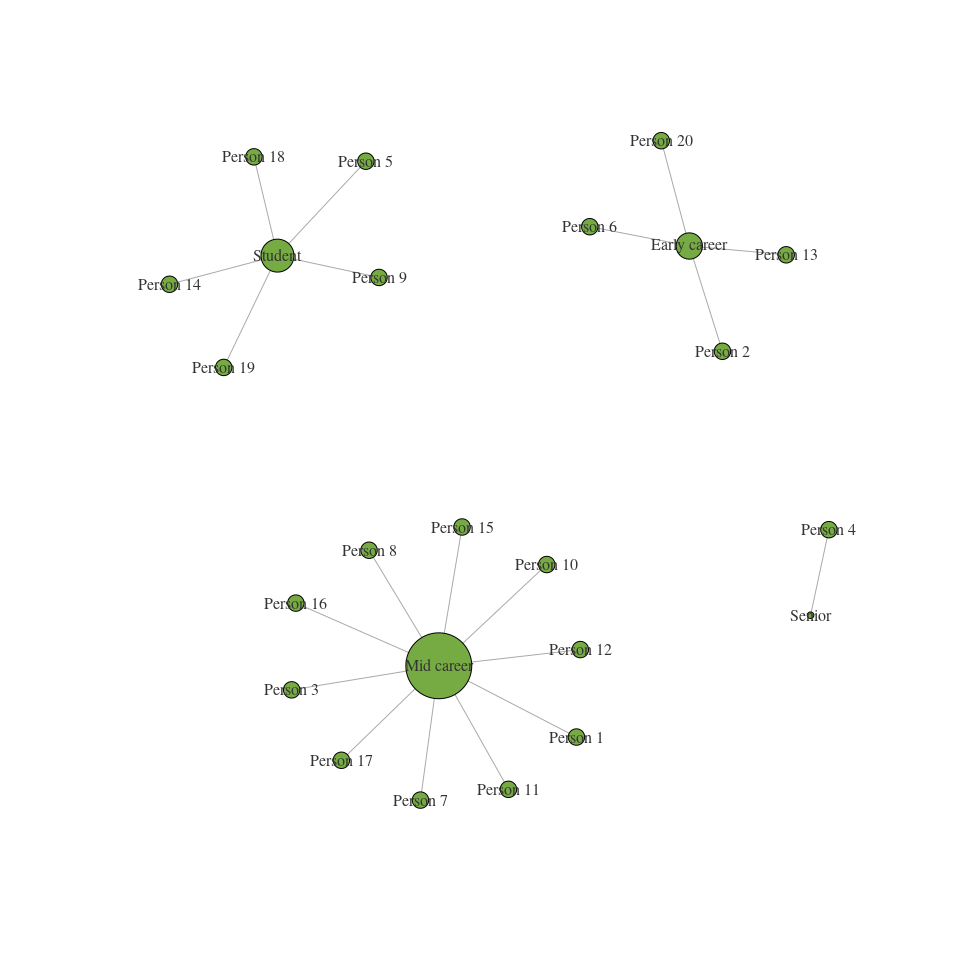 Person 20
Person 18
Person 5
Person 6
Early career
Person 13
Student
Person 9
Person 14
Person 2
Person 19
Person 15
Person 4
Person 8
Person 10
Person 16
Senior
Person 12
Mid career
Person 3
Person 1
Person 17
Person 11
Person 7